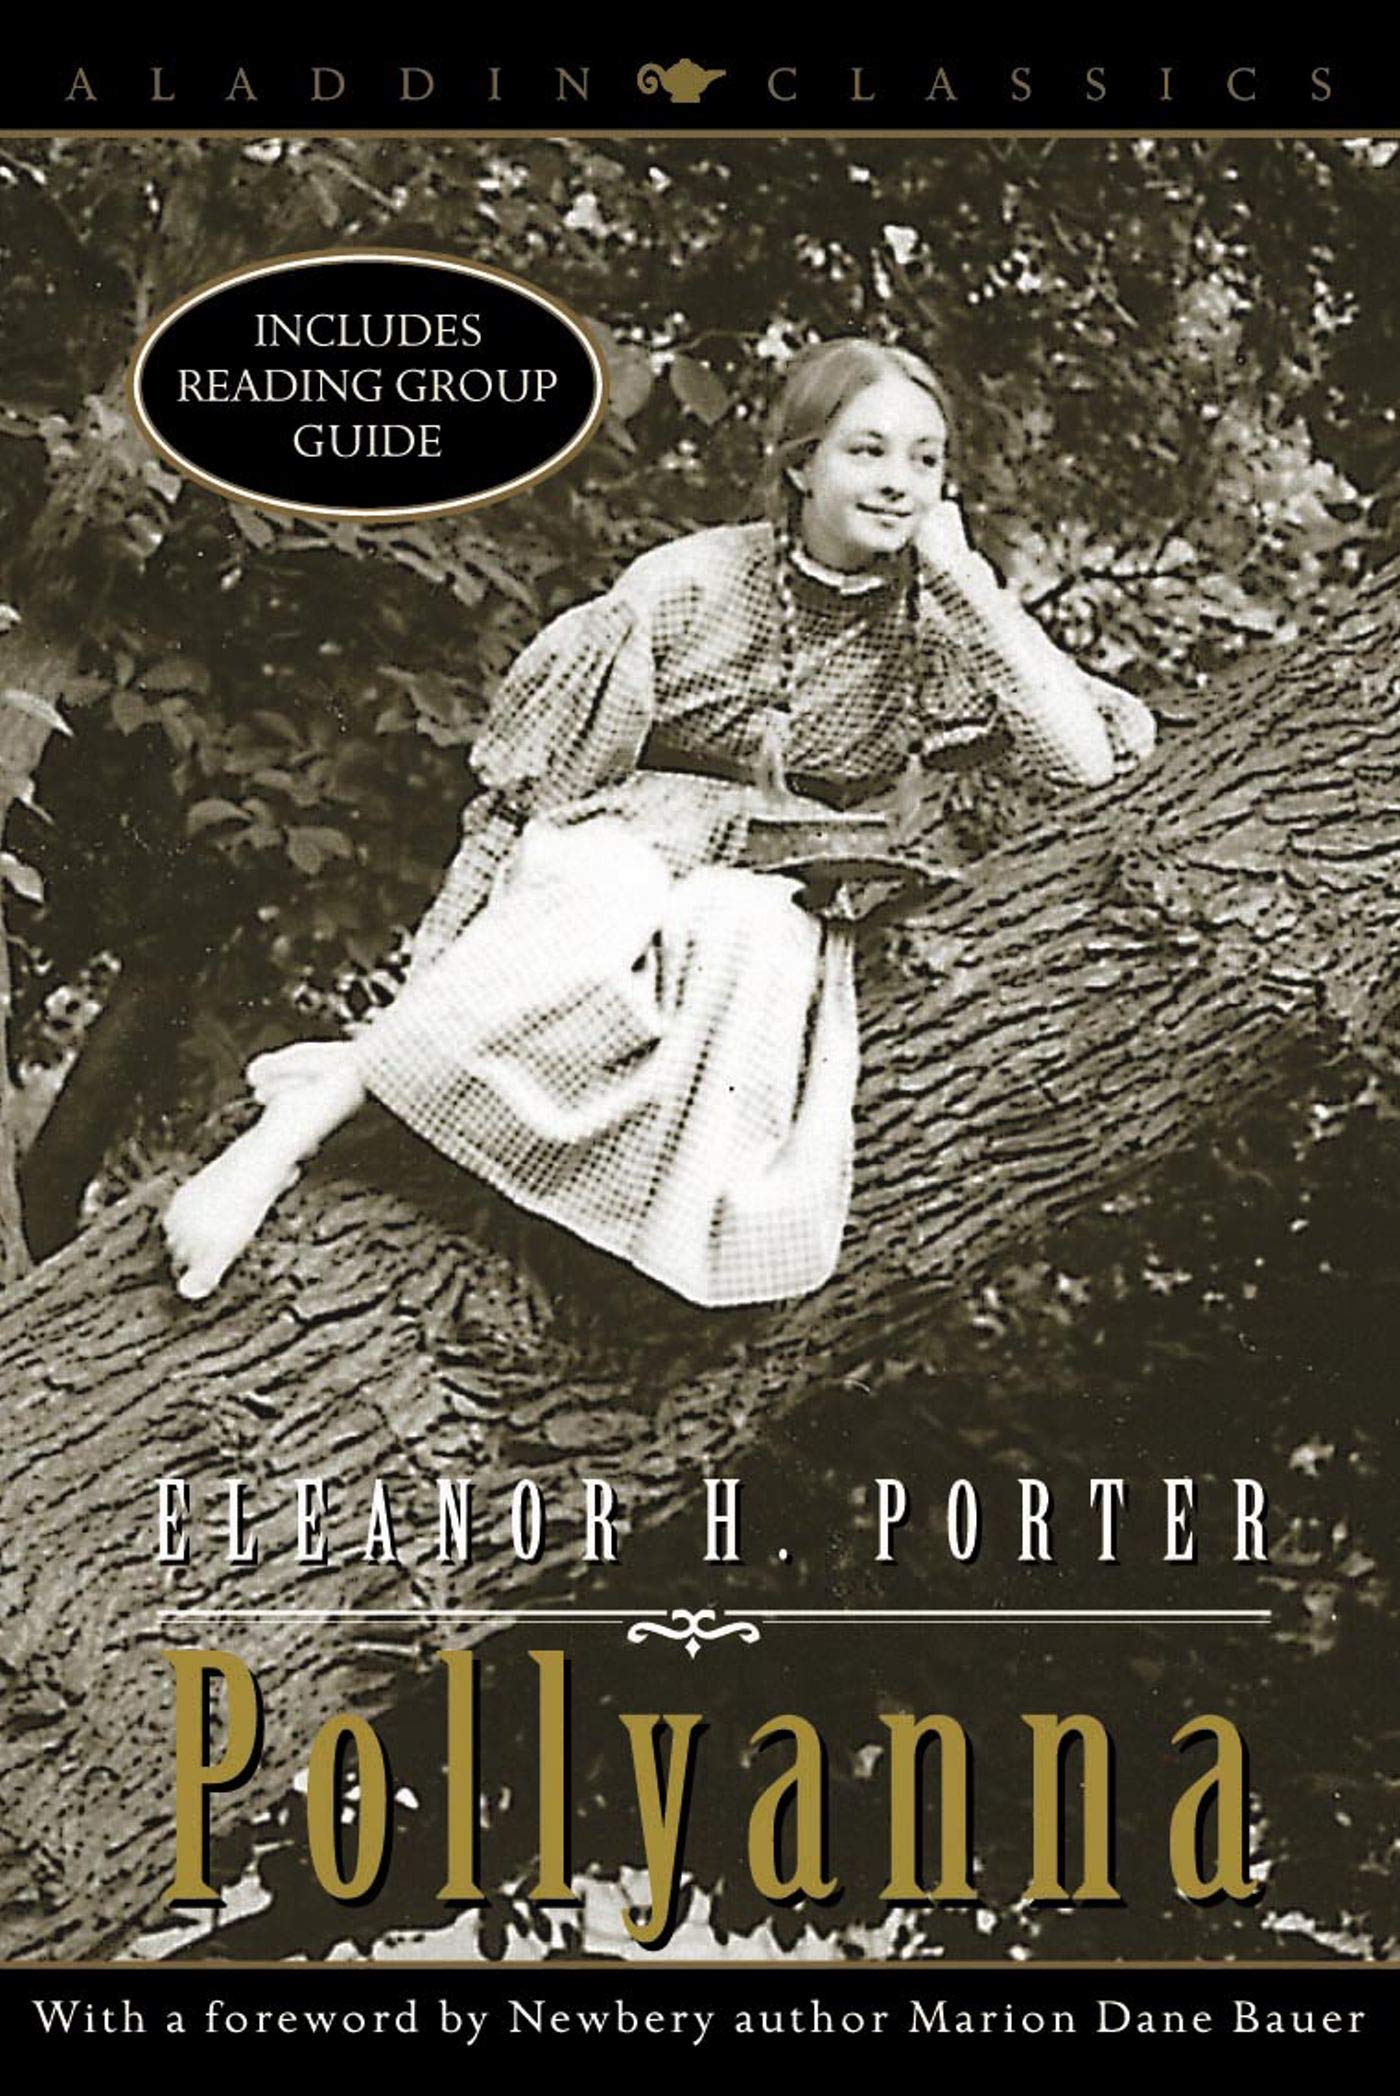 ALADDIN CLASSICS
INCLUDES
READING GROUP
GUIDE
ELEANOR H. PORTER
Pollyanna
With a foreword by Newbery author Marion Dane Bauer